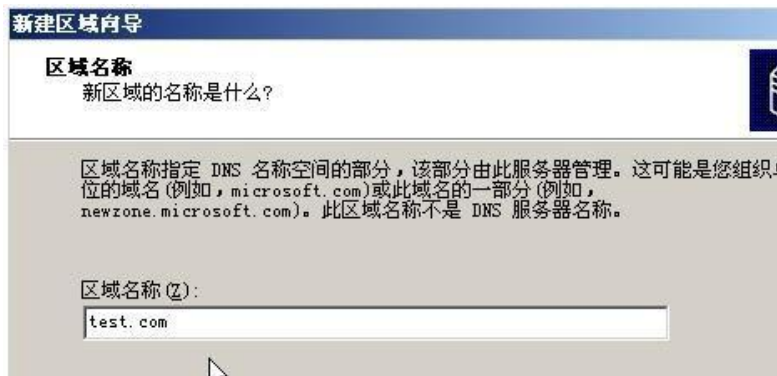 新建区域向导
区域名称
新区域的名称是什么?
区域名称指定 DNS 名称空间的部分，该部分由此服务器管理。这可能是您组织单
位的域名(例如，microsoft.com)或此域名的一部分(例如，
newzone.microsoft.com)。此区域名称不是 DNS 服务器名称。
区域名称(Z):
test.com